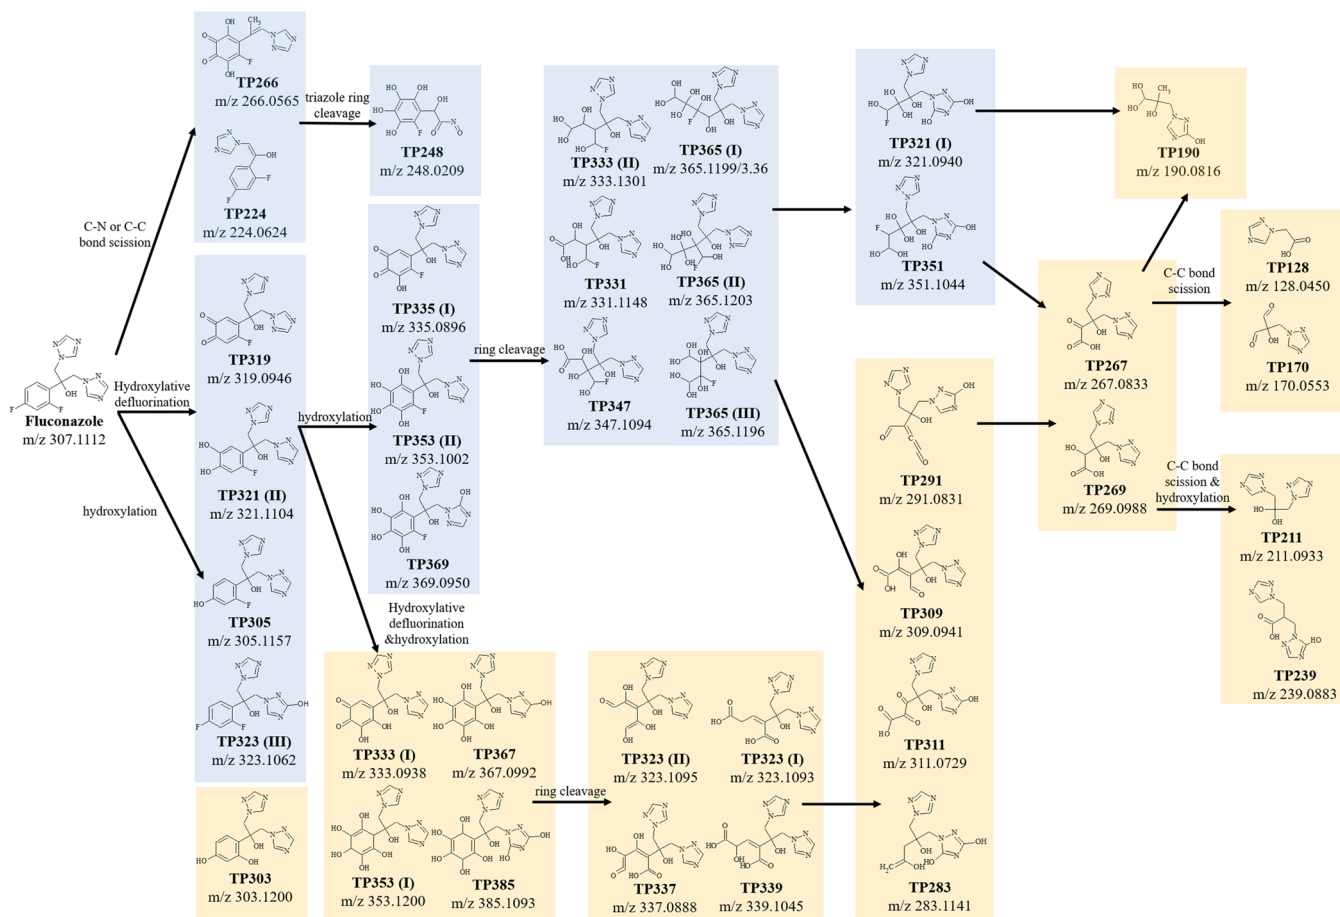 TP266
m/z 266.0565
TP224
m/z 224.0624
triazole ring
cleavage
TP248
m/z 248.0209
C-N or C-C
bond scission
Fluconazole
m/z 307.1112
Hydroxylative
defluorination
hydroxylation
TP319
m/z 319.0946
TP321 (II)
m/z 321.1104
TP305
m/z 305.1157
TP323 (III)
m/z 323.1062
TP303
m/z 303.1200
hydroxylation
TP335 (I)
m/z 335.0896
TP353 (II)
m/z 353.1002
TP369
m/z 369.0950
Hydroxylative
defluorination
&hydroxylation
TP333 (I)
m/z 333.0938
TP367
m/z 367.0992
TP353 (I)
m/z 353.1200
TP385
m/z 385.1093
ring cleavage
TP333 (II)
m/z 333.1301
TP365 (I)
m/z 365.1199/3.36
TP331
m/z 331.1148
TP365 (II)
m/z 365.1203
TP347
m/z 347.1094
TP365 (III)
m/z 365.1196
ring cleavage
TP323 (II)
m/z 323.1095
TP323 (I)
m/z 323.1093
TP337
m/z 337.0888
TP339
m/z 339.1045
TP321 (I)
m/z 321.0940
TP351
m/z 351.1044
TP291
m/z 291.0831
TP309
m/z 309.0941
TP311
m/z 311.0729
TP283
m/z 283.1141
TP190
m/z 190.0816
TP267
m/z 267.0833
TP269
m/z 269.0988
C-C bond
scission
TP128
m/z 128.0450
TP170
m/z 170.0553
C-C bond
scission &
hydroxylation
TP211
m/z 211.0933
TP239
m/z 239.0883